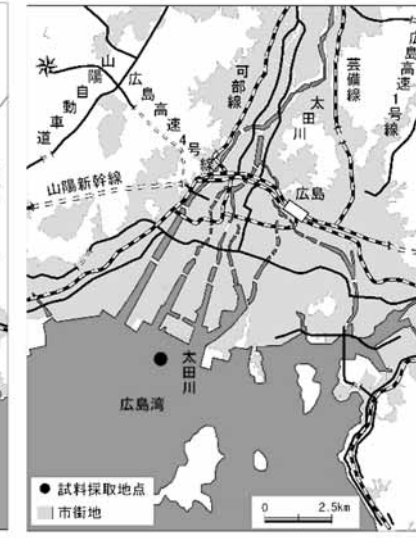 山陽自動車道
広島高速4号線
可部線
太田川
芸備線
広島高速1号線
山陽新幹線
広島
太田川
広島湾
● 試料採取地点
市街地
0 2.5km